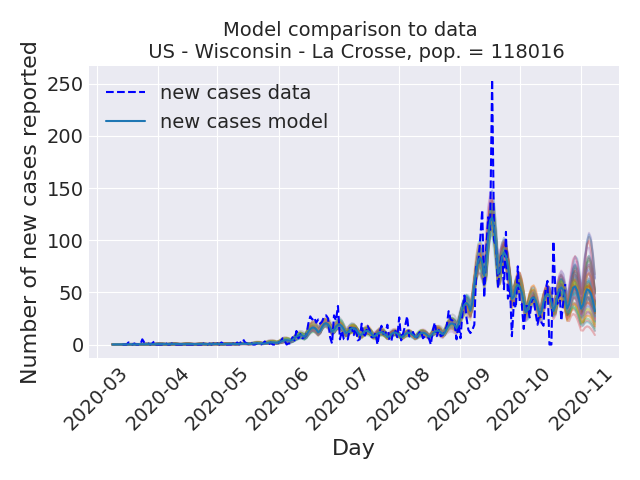 Model comparison to data
US - Wisconsin - La Crosse, pop. = 118016
Number of new cases reported
250
200
150
100
50
0
new cases data
new cases model
2020-03
2020-04
2020-05
2020-06
2020-07
2020-08
2020-09
2020-10
2020-11
Day